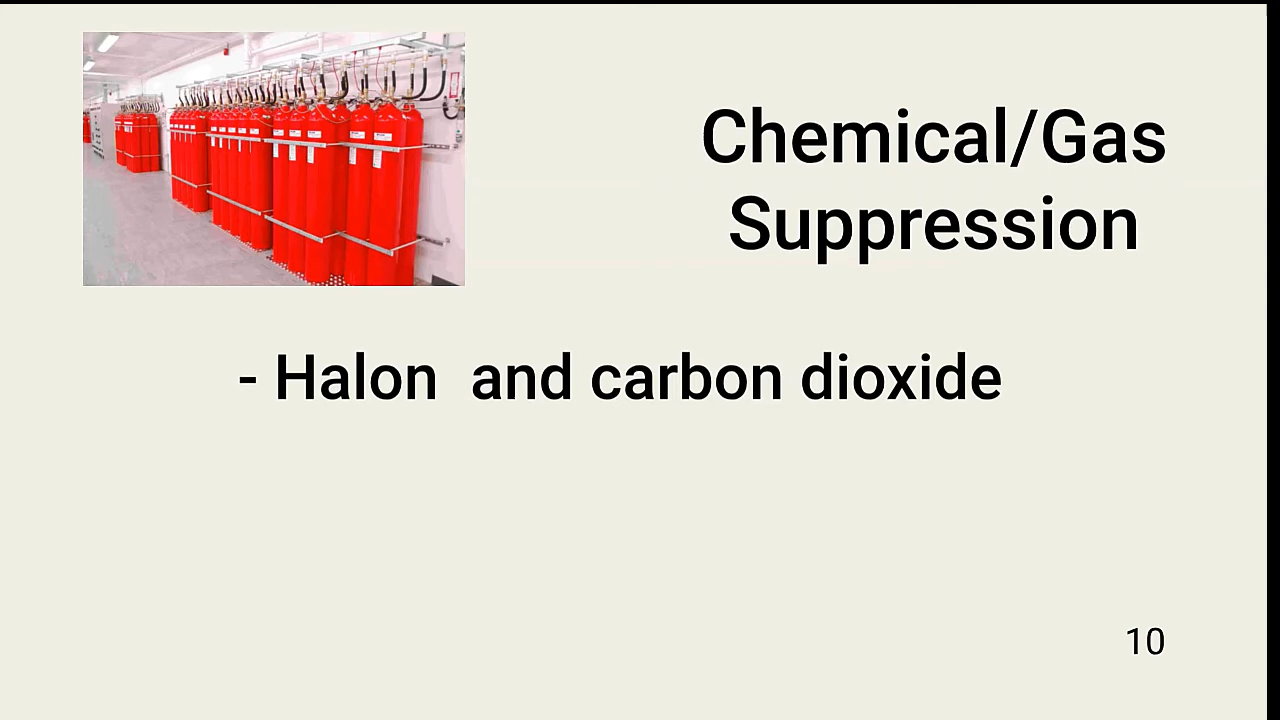 Chemical/Gas
Suppression
- Halon  and carbon dioxide
10